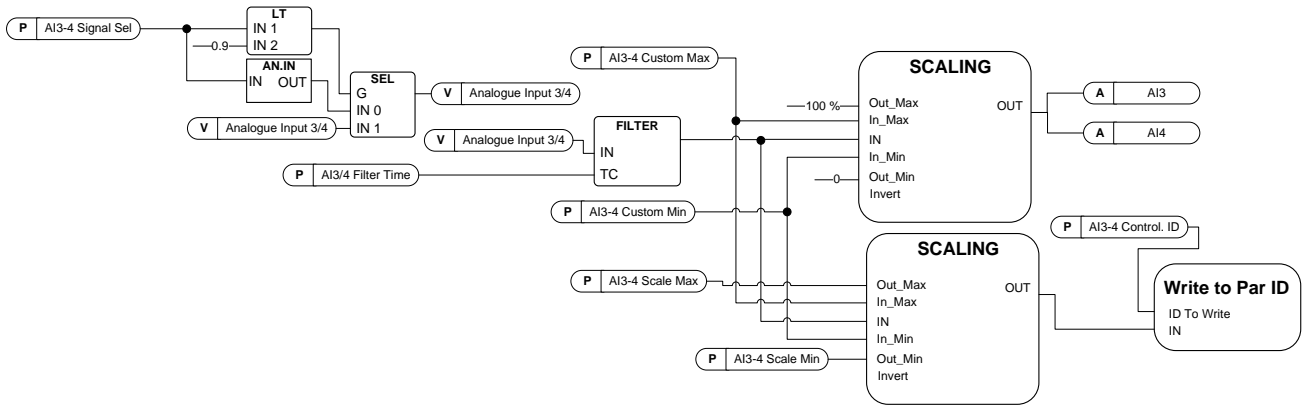 P AI3-4 Signal Sel
LT
IN 1
0.9 IN 2
AN.IN
IN OUT
SEL
G
IN 0
IN 1
V Analogue Input 3/4
V Analogue Input 3/4
V Analogue Input 3/4
P AI3/4 Filter Time
FILTER
IN
TC
P AI3-4 Custom Max
P AI3-4 Custom Min
SCALING
100 % Out_Max
In_Max
IN
In_Min
0 Out_Min
Invert
OUT
A AI3
A AI4
P AI3-4 Scale Max
P AI3-4 Scale Min
SCALING
Out_Max
In_Max
IN
In_Min
Out_Min
Invert
OUT
P AI3-4 Control. ID
Write to Par ID
ID To Write
IN